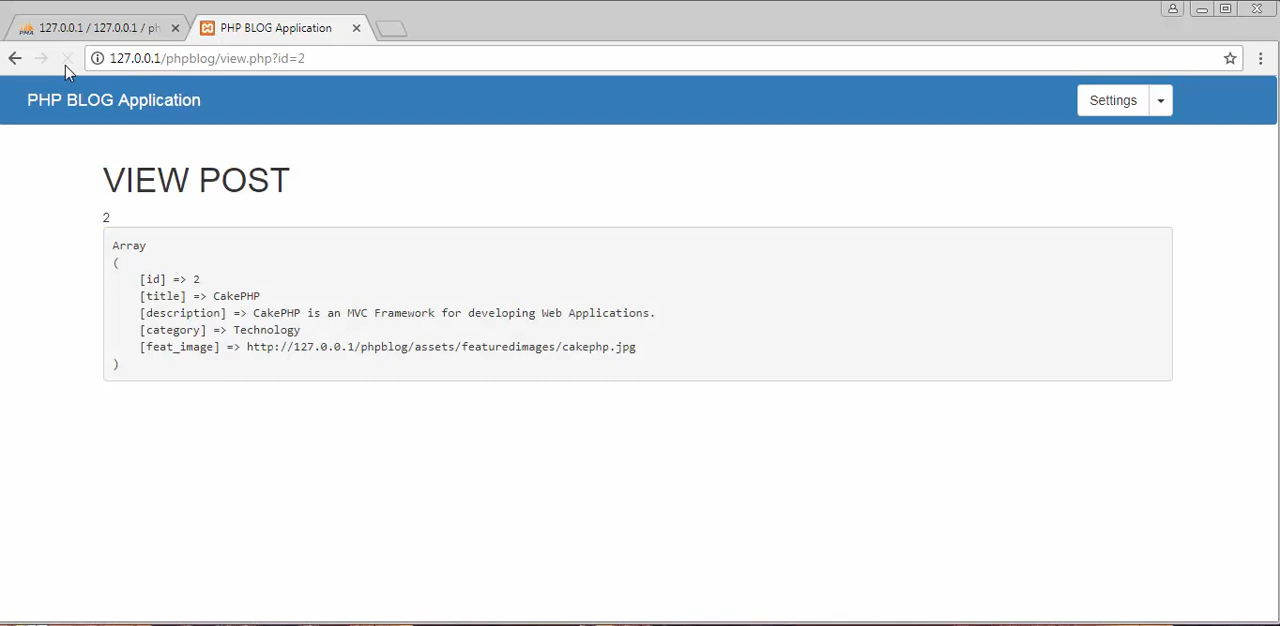 127.0.0.1 / 127.0.0.1 / ph
PHP BLOG Application
127.0.0.1/phpblog/view.php?id=2
PHP BLOG Application
Settings
VIEW POST
2
Array
(
[id] => 2
[title] => CakePHP
[description] => CakePHP is an MVC Framework for developing Web Applications.
[category] => Technology
[feat_image] => http://127.0.0.1/phpblog/assets/featuredimages/cakephp.jpg
)